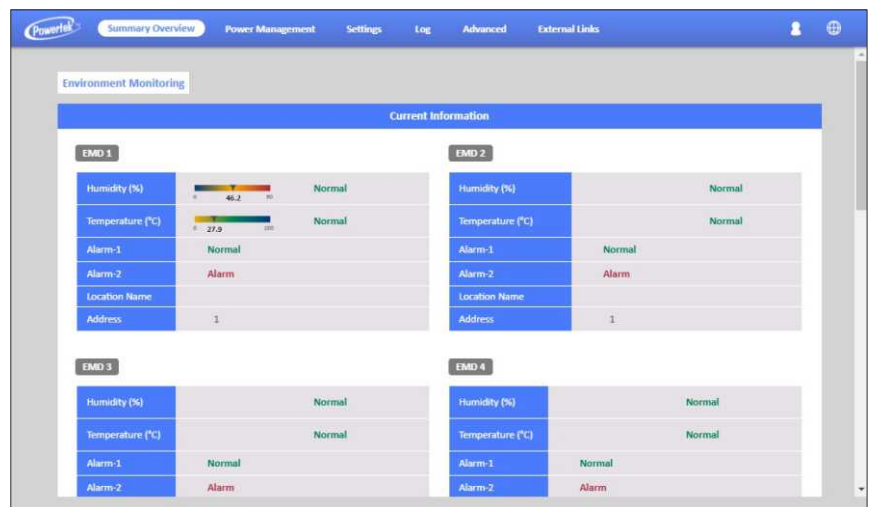 Powertek
Summary Overview Power Management Settings Log Advanced External Links
Environment Monitoring
Current Information
EMD 1
Humidity (%) 0 46.2 80 Normal
Temperature (°C) 0 27.9 100 Normal
Alarm-1 Normal
Alarm-2 Alarm
Location Name
Address 1
EMD 2
Humidity (%) Normal
Temperature (°C) Normal
Alarm-1 Normal
Alarm-2 Alarm
Location Name
Address 1
EMD 3
Humidity (%) Normal
Temperature (°C) Normal
Alarm-1 Normal
Alarm-2 Alarm
EMD 4
Humidity (%) Normal
Temperature (°C) Normal
Alarm-1 Normal
Alarm-2 Alarm